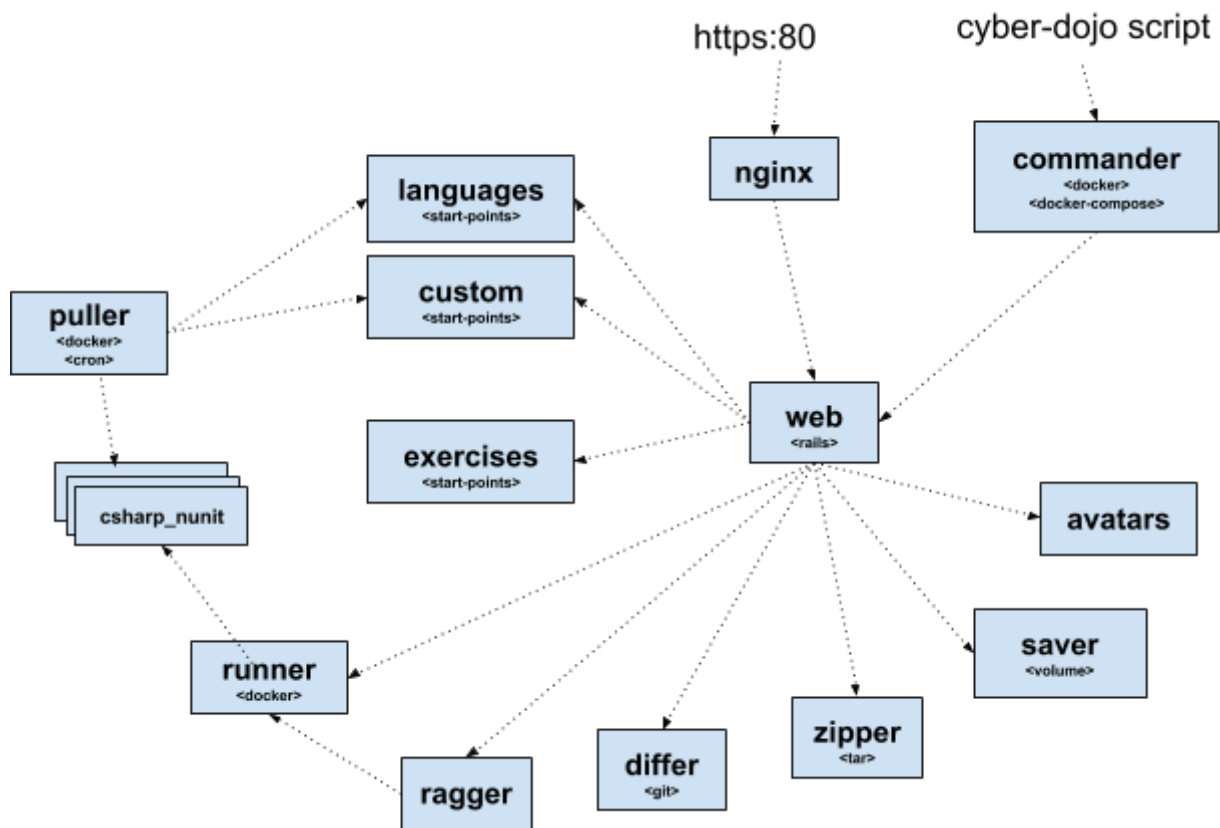 https:80
cyber-dojo script
commander
<docker>
<docker-compose>
nginx
languages
<start-points>
custom
<start-points>
puller
<docker>
<cron>
web
<rails>
exercises
<start-points>
csharp_nunit
avatars
runner
<docker>
saver
<volume>
zipper
<tar>
differ
<git>
ragger